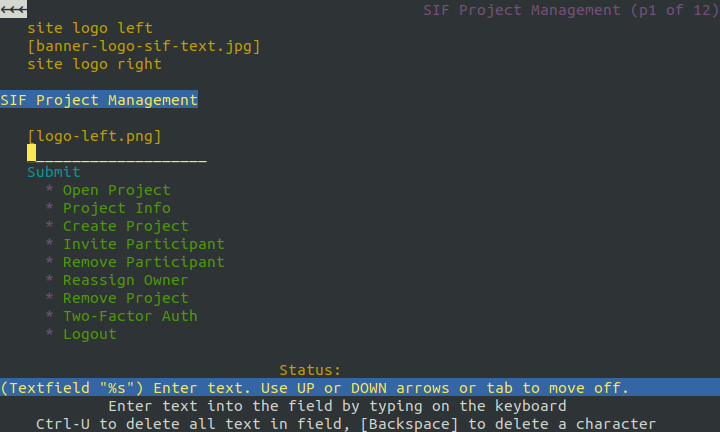 <<< SIF Project Management (p1 of 12)
site logo left
[banner-logo-sif-text.jpg]
site logo right
SIF Project Management
[logo-left.png]
____________________
Submit
* Open Project
* Project Info
* Create Project
* Invite Participant
* Remove Participant
* Reassign Owner
* Remove Project
* Two-Factor Auth
* Logout
Status:
(Textfield "%s") Enter text. Use UP or DOWN arrows or tab to move off.
Enter text into the field by typing on the keyboard
Ctrl-U to delete all text in field, [Backspace] to delete a character